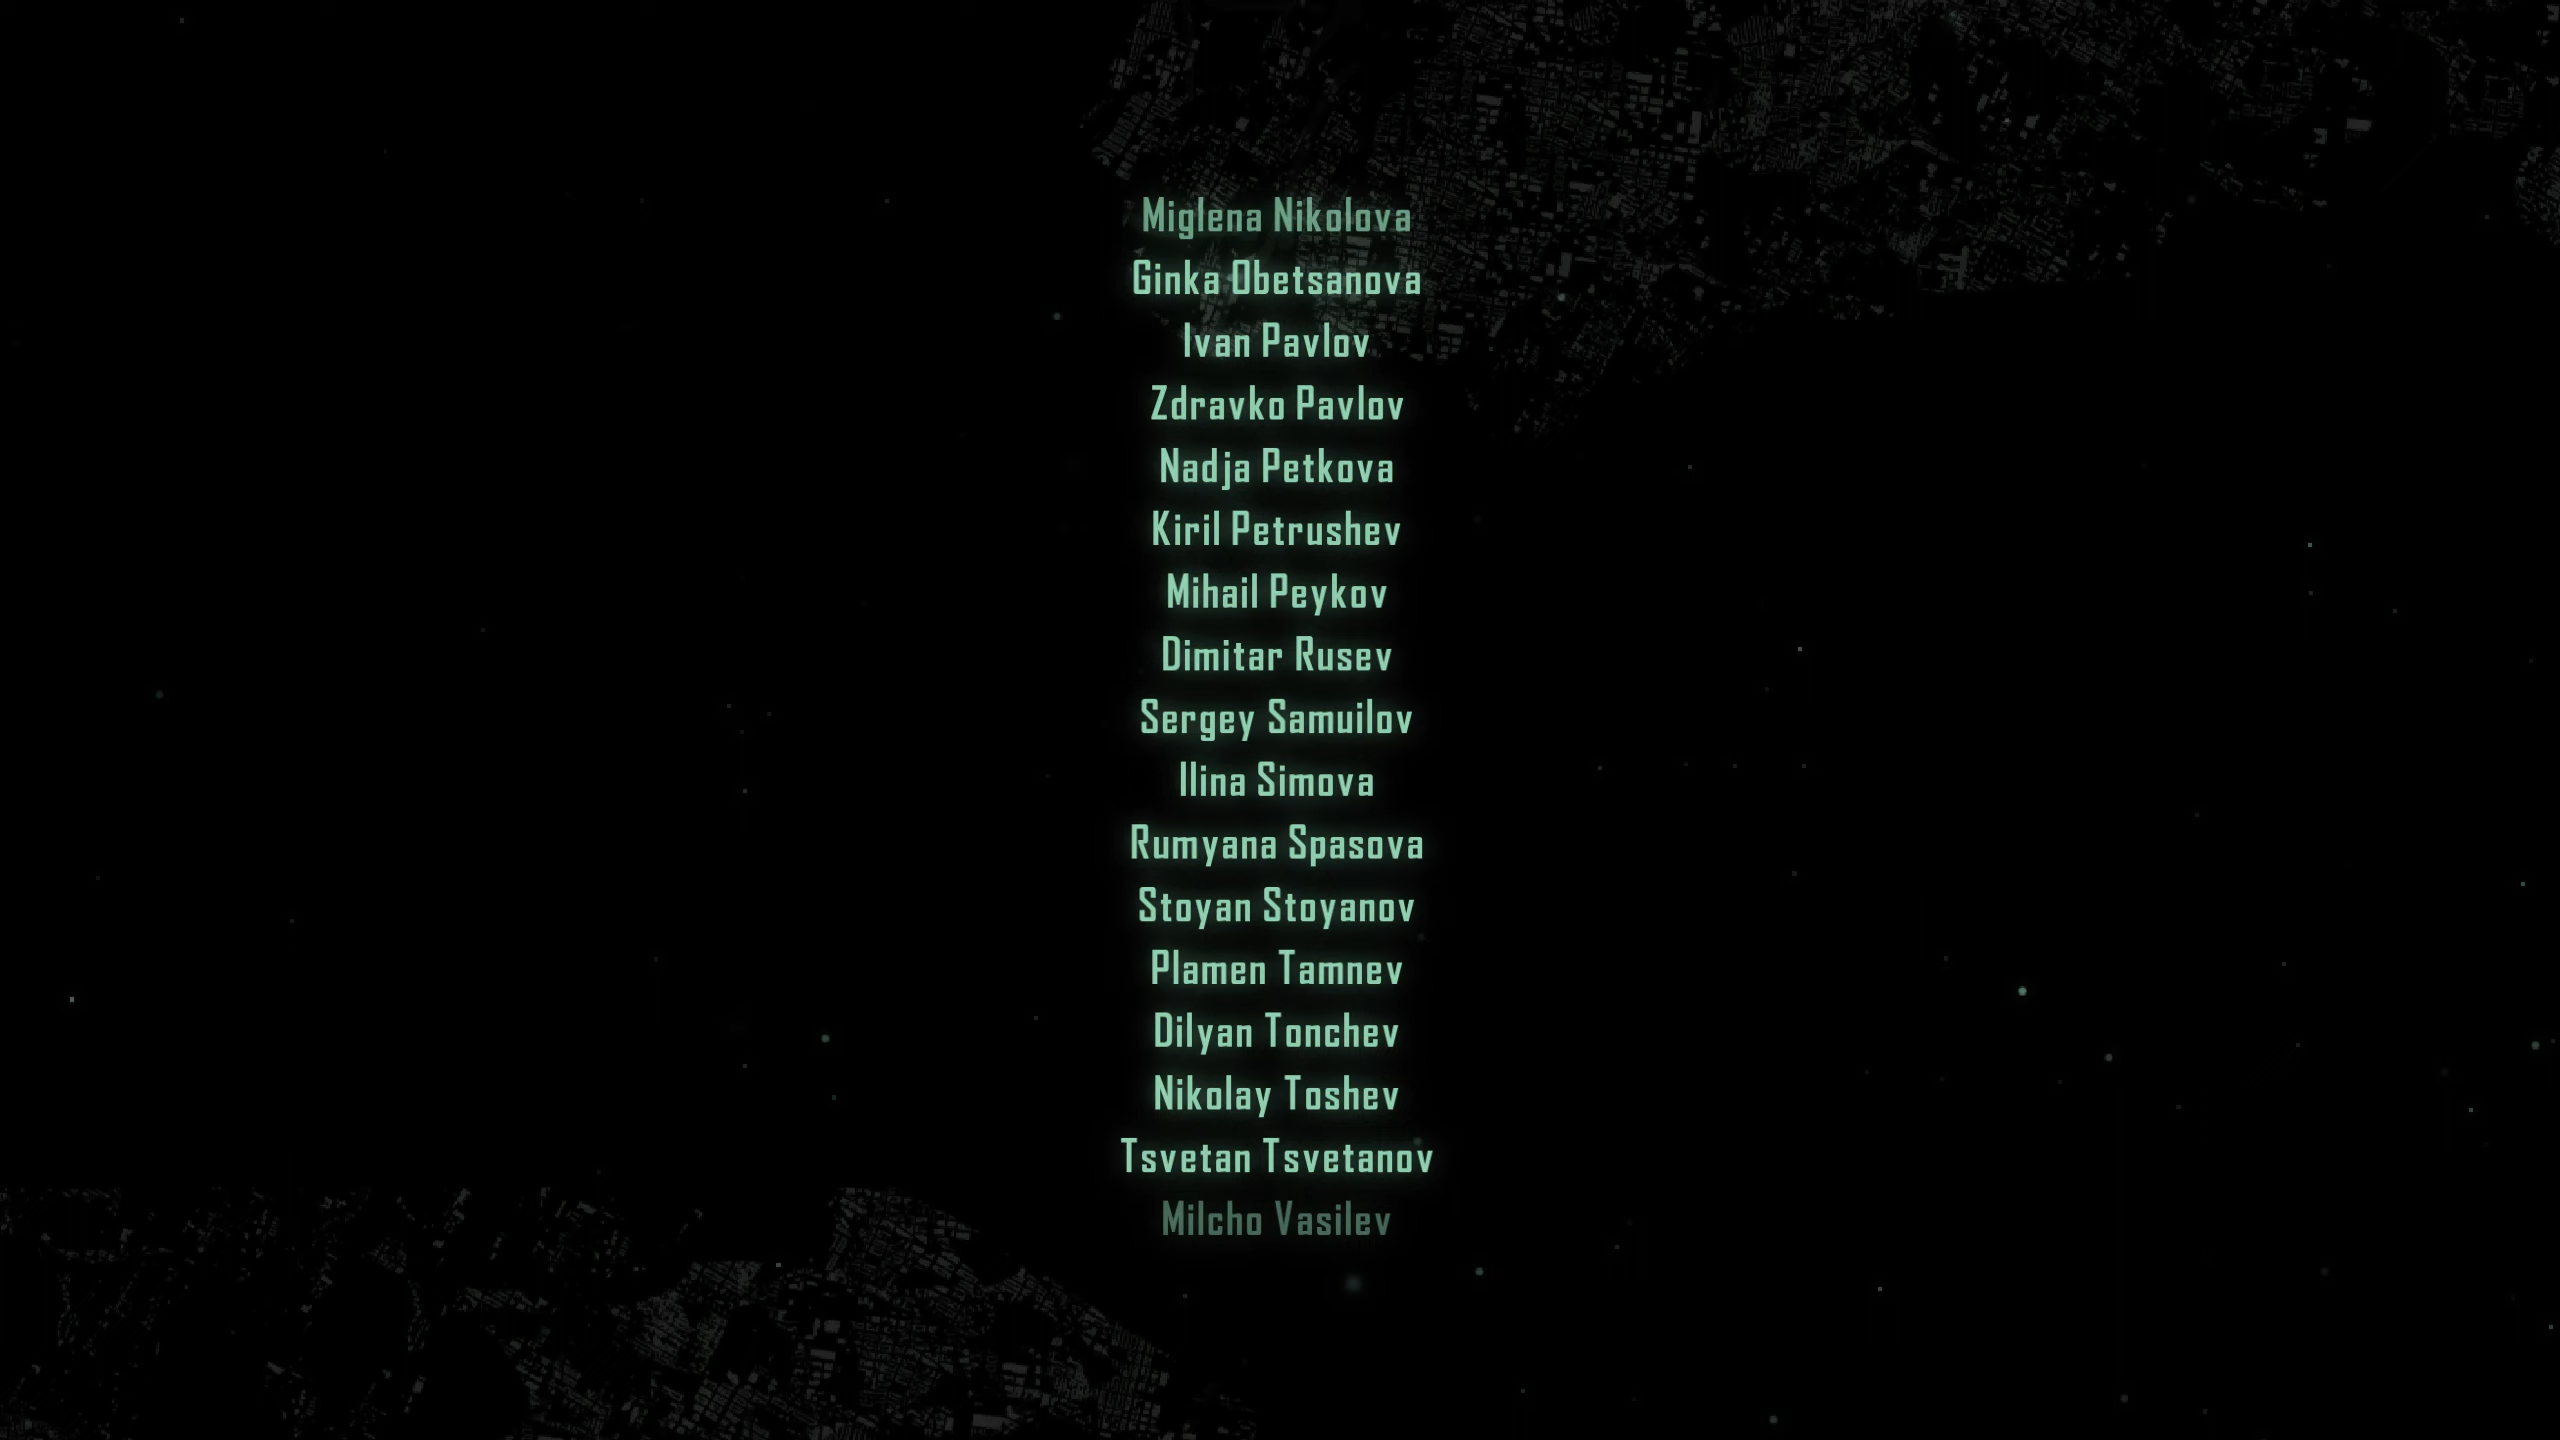 Miglena Nikolova
Ginka Obetsanova
Ivan Pavlov
Zdravko Pavlov
Nadja Petkova
Kiril Petrushev
Mihail Peykov
Dimitar Rusev
Sergey Samuilov
Ilina Simova
Rumyana Spasova
Stoyan Stoyanov
Plamen Tamnev
Dilyan Tonchev
Nikolay Toshev
Tsvetan Tsvetanov
Milcho Vasilev